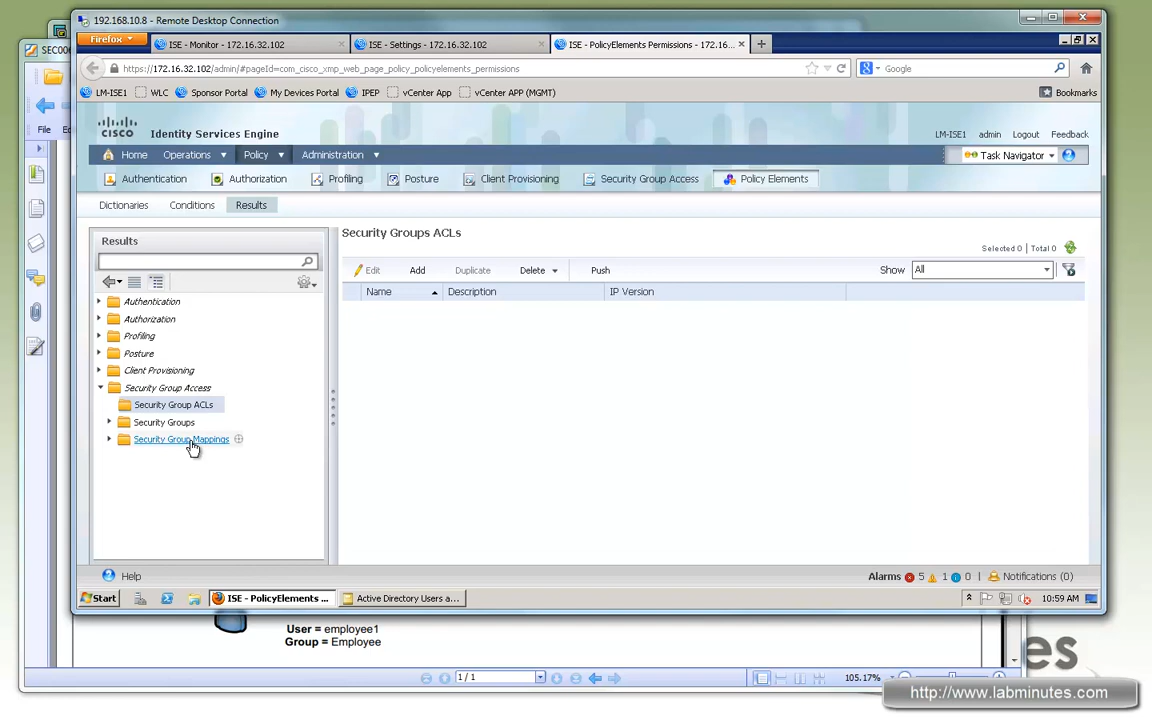 192.168.10.8 - Remote Desktop Connection
SEC00
Firefox
ISE - Monitor - 172.16.32.102
ISE - Settings - 172.16.32.102
ISE - PolicyElements Permissions - 172.16...
https://172.16.32.102/admin/#pageId=com_cisco_xmp_web_page_policy_policyelements_permissions
Google
LM-ISE1
WLC
Sponsor Portal
My Devices Portal
IPEP
vCenter App
vCenter APP (MGMT)
Bookmarks
File
CISCO
Identity Services Engine
LM-ISE1
admin
Logout
Feedback
Home
Operations
Policy
Administration
Task Navigator
Authentication
Authorization
Profiling
Posture
Client Provisioning
Security Group Access
Policy Elements
Dictionaries
Conditions
Results
Results
Security Groups ACLs
Selected 0 | Total 0
Edit
Add
Duplicate
Delete
Push
Show
All
Name
Description
IP Version
Authentication
Authorization
Profiling
Posture
Client Provisioning
Security Group Access
Security Group ACLs
Security Groups
Security Group Mappings
Help
Alarms 5 1 0
Notifications (0)
Start
ISE - PolicyElements ...
Active Directory Users a...
10:59 AM
User = employee1
Group = Employee
1 / 1
105.17%
es
http://www.labminutes.com